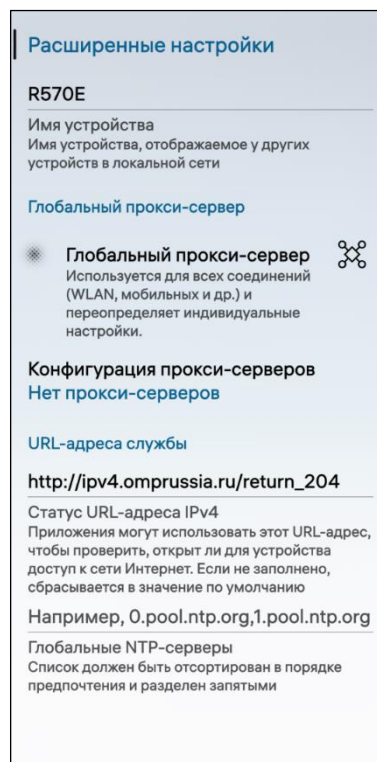 Расширенные настройки
R570E
Имя устройства
Имя устройства, отображаемое у других
устройств в локальной сети
Глобальный прокси-сервер
Глобальный прокси-сервер
Используется для всех соединений
(WLAN, мобильных и др.) и
переопределяет индивидуальные
настройки.
Конфигурация прокси-серверов
Нет прокси-серверов
URL-адреса службы
http://ipv4.omprussia.ru/return_204
Статус URL-адреса IPv4
Приложения могут использовать этот URL-адрес,
чтобы проверить, открыт ли для устройства
доступ к сети Интернет. Если не заполнено,
сбрасывается в значение по умолчанию
Например, 0.pool.ntp.org,1.pool.ntp.org
Глобальные NTP-серверы
Список должен быть отсортирован в порядке
предпочтения и разделен запятыми